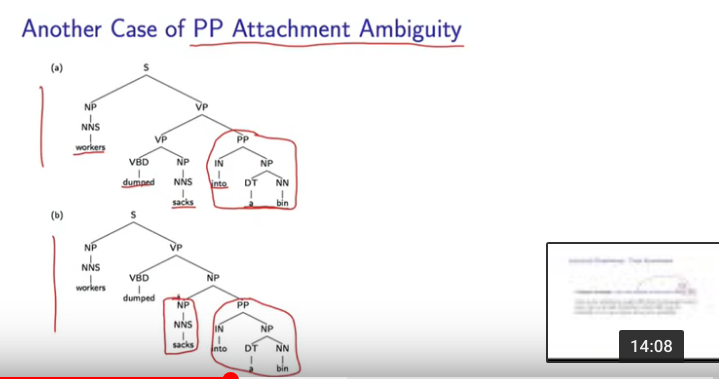 Another Case of PP Attachment Ambiguity
(a)
S
NP VP
NNS
workers
VP PP
VBD NP IN NP
dumped NNS into DT NN
sacks a bin
(b)
S
NP VP
NNS
workers
VBD NP
dumped
NP PP
NNS IN NP
sacks into DT NN
a bin
14:08